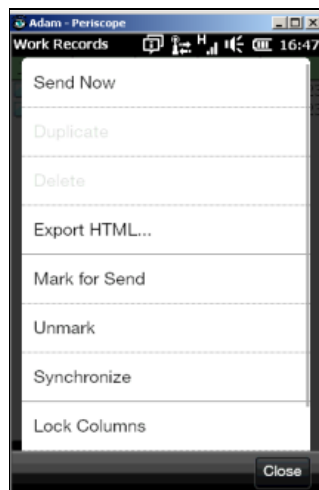 Adam - Periscope
Work Records H 16:47
Send Now
Duplicate
Delete
Export HTML...
Mark for Send
Unmark
Synchronize
Lock Columns
Close